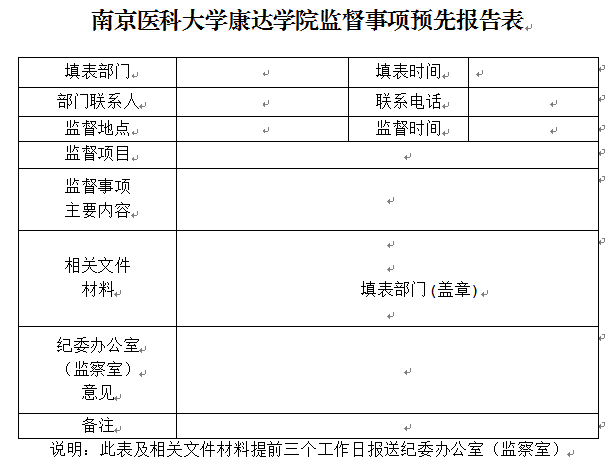 南京医科大学康达学院监督事项预先报告表
填表部门 填表时间
部门联系人 联系电话
监督地点 监督时间
监督项目
监督事项
主要内容
相关文件
材料
填表部门(盖章)
纪委办公室
（监察室）
意见
备注
说明：此表及相关文件材料提前三个工作日报送纪委办公室（监察室）